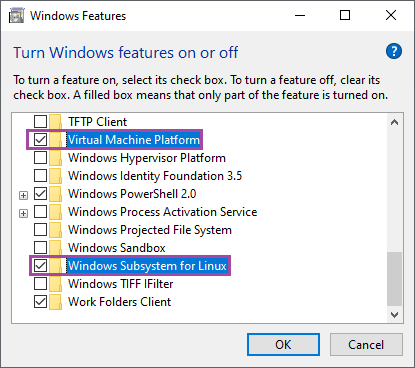 Windows Features
Turn Windows features on or off
To turn a feature on, select its check box. To turn a feature off, clear its
check box. A filled box means that only part of the feature is turned on.
TFTP Client
Virtual Machine Platform
Windows Hypervisor Platform
Windows Identity Foundation 3.5
Windows PowerShell 2.0
Windows Process Activation Service
Windows Projected File System
Windows Sandbox
Windows Subsystem for Linux
Windows TIFF IFilter
Work Folders Client
OK
Cancel